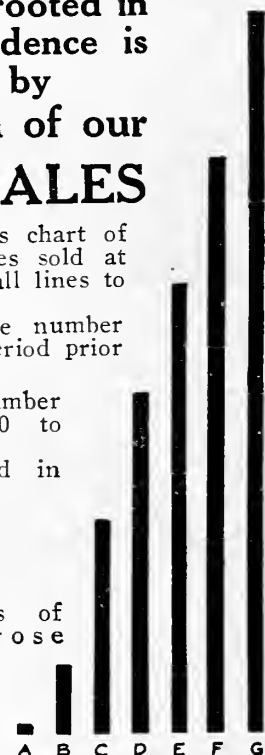 rooted in
dence is
by
of our
ALES
s chart of
es sold at
all lines to
e number
eriod prior
mber
0 to
d in
s of
rose
A B C D E F G